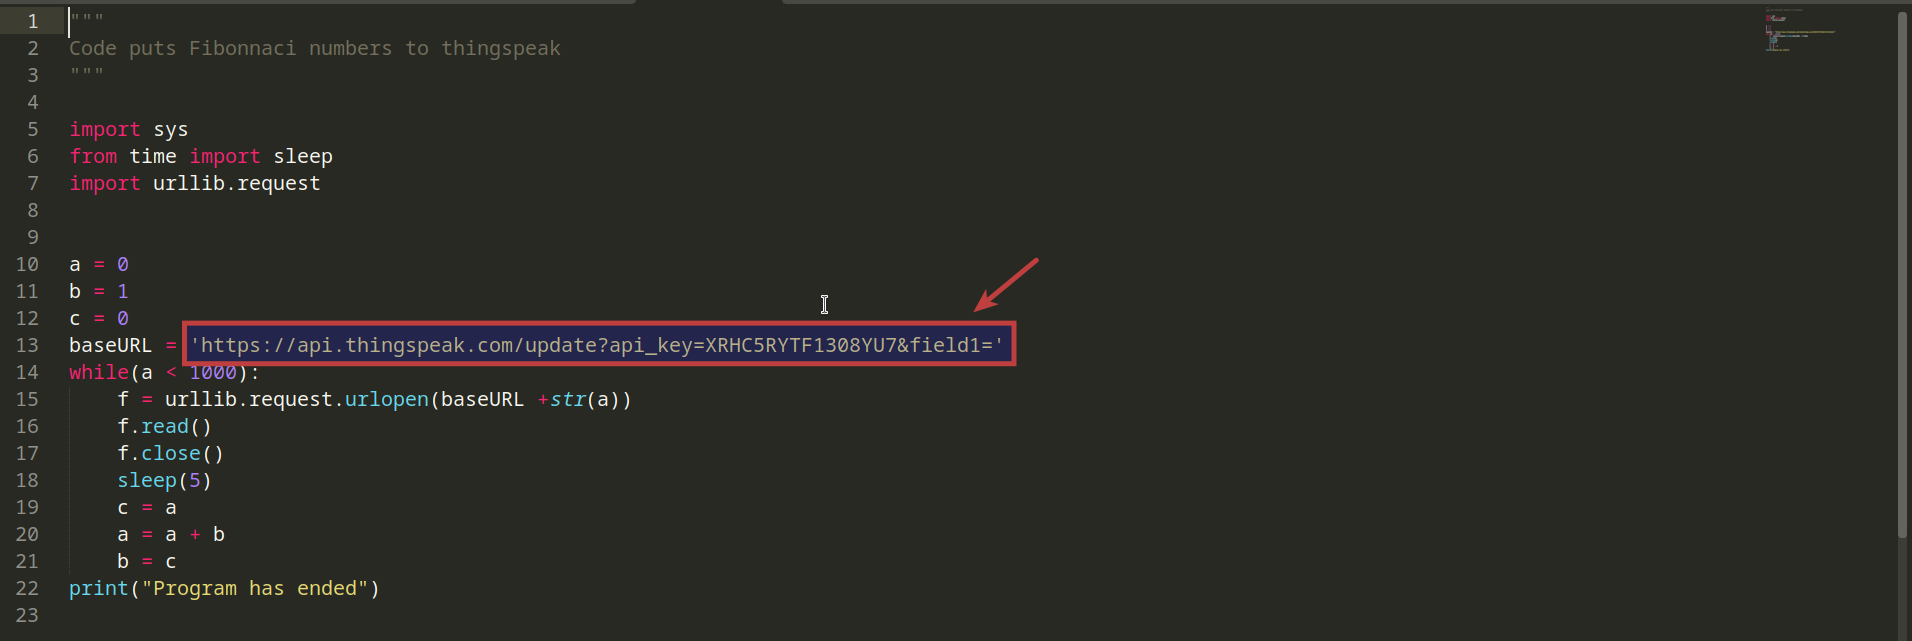 1 """
2 Code puts Fibonnaci numbers to thingspeak
3 """
4
5 import sys
6 from time import sleep
7 import urllib.request
8
9
10 a = 0
11 b = 1
12 c = 0
13 baseURL = 'https://api.thingspeak.com/update?api_key=XRHC5RYTF1308YU7&field1='
14 while(a < 1000):
15     f = urllib.request.urlopen(baseURL +str(a))
16     f.read()
17     f.close()
18     sleep(5)
19     c = a
20     a = a + b
21     b = c
22 print("Program has ended")
23